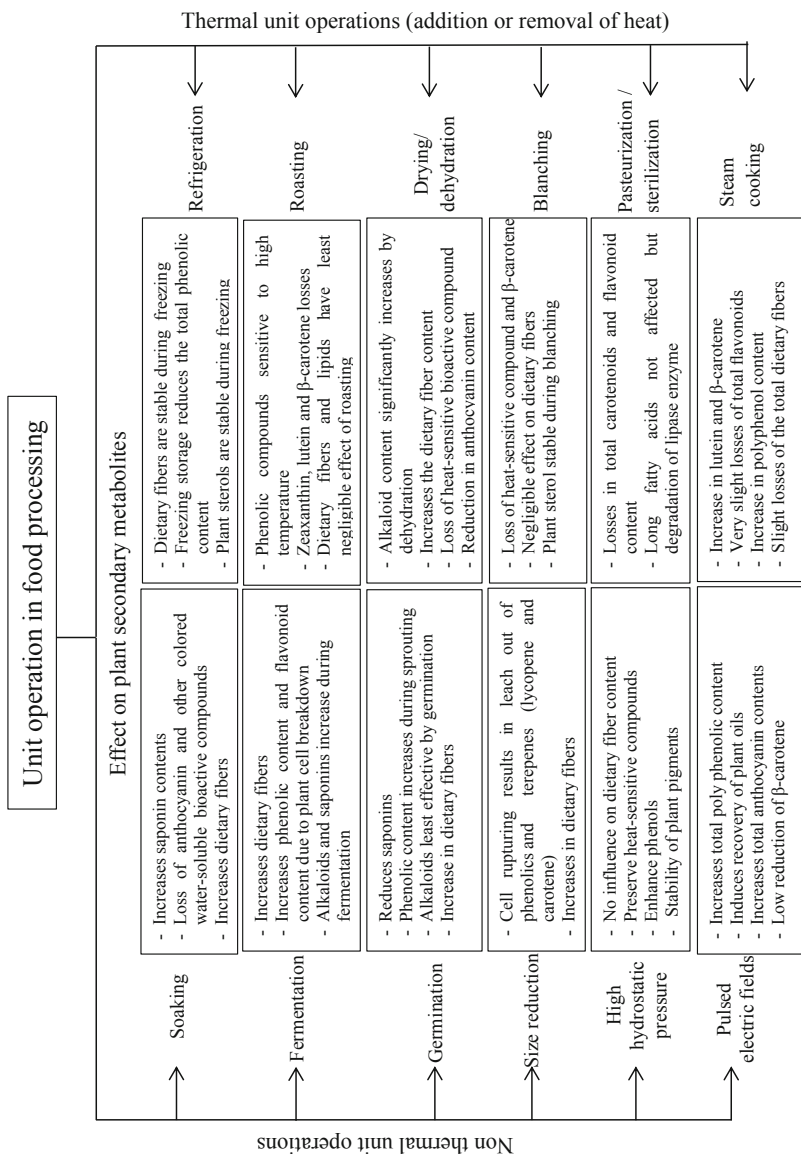 Unit operation in food processing
Effect on plant secondary metabolites
Non thermal unit operations
Thermal unit operations (addition or removal of heat)
Soaking
- Increases saponin contents
- Loss of anthocyanin and other colored
water-soluble bioactive compounds
- Increases dietary fibers
- Dietary fibers are stable during freezing
- Freezing storage reduces the total phenolic
content
- Plant sterols are stable during freezing
Refrigeration
Fermentation
- Increases dietary fibers
- Increases phenolic content and flavonoid
content due to plant cell breakdown
- Alkaloids and saponins increase during
fermentation
- Phenolic compounds sensitive to high
temperature
- Zeaxanthin, lutein and β-carotene losses
- Dietary fibers and lipids have least
negligible effect of roasting
Roasting
Germination
- Reduces saponins
- Phenolic content increases during sprouting
- Alkaloids least effective by germination
- Increase in dietary fibers
- Alkaloid content significantly increases by
dehydration
- Increases the dietary fiber content
- Loss of heat-sensitive bioactive compound
- Reduction in anthocyanin content
Drying/
dehydration
Size reduction
- Cell rupturing results in leach out of
phenolics and terpenes (lycopene and
carotene)
- Increases in dietary fibers
- Loss of heat-sensitive compound and β-carotene
- Negligible effect on dietary fibers
- Plant sterol stable during blanching
Blanching
High
hydrostatic
pressure
- No influence on dietary fiber content
- Preserve heat-sensitive compounds
- Enhance phenols
- Stability of plant pigments
- Losses in total carotenoids and flavonoid
content
- Long fatty acids not affected but
degradation of lipase enzyme
Pasteurization /
sterilization
Pulsed
electric fields
- Increases total poly phenolic content
- Induces recovery of plant oils
- Increases total anthocyanin contents
- Low reduction of β-carotene
- Increase in lutein and β-carotene
- Very slight losses of total flavonoids
- Increase in polyphenol content
- Slight losses of the total dietary fibers
Steam
cooking